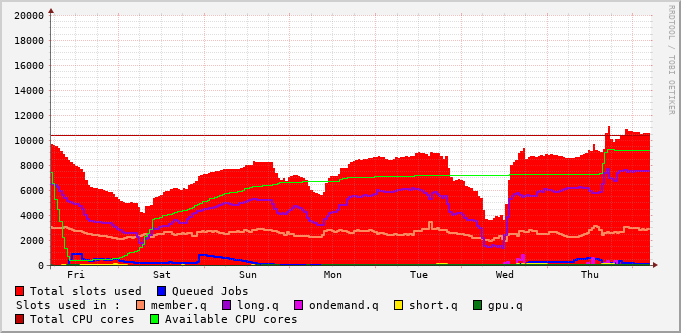 20000
18000
16000
14000
12000
10000
8000
6000
4000
2000
0
Fri Sat Sun Mon Tue Wed Thu
RRDTOOL / TOBI OETIKER
Total slots used Queued Jobs
Slots used in : member.q long.q ondemand.q short.q gpu.q
Total CPU cores Available CPU cores